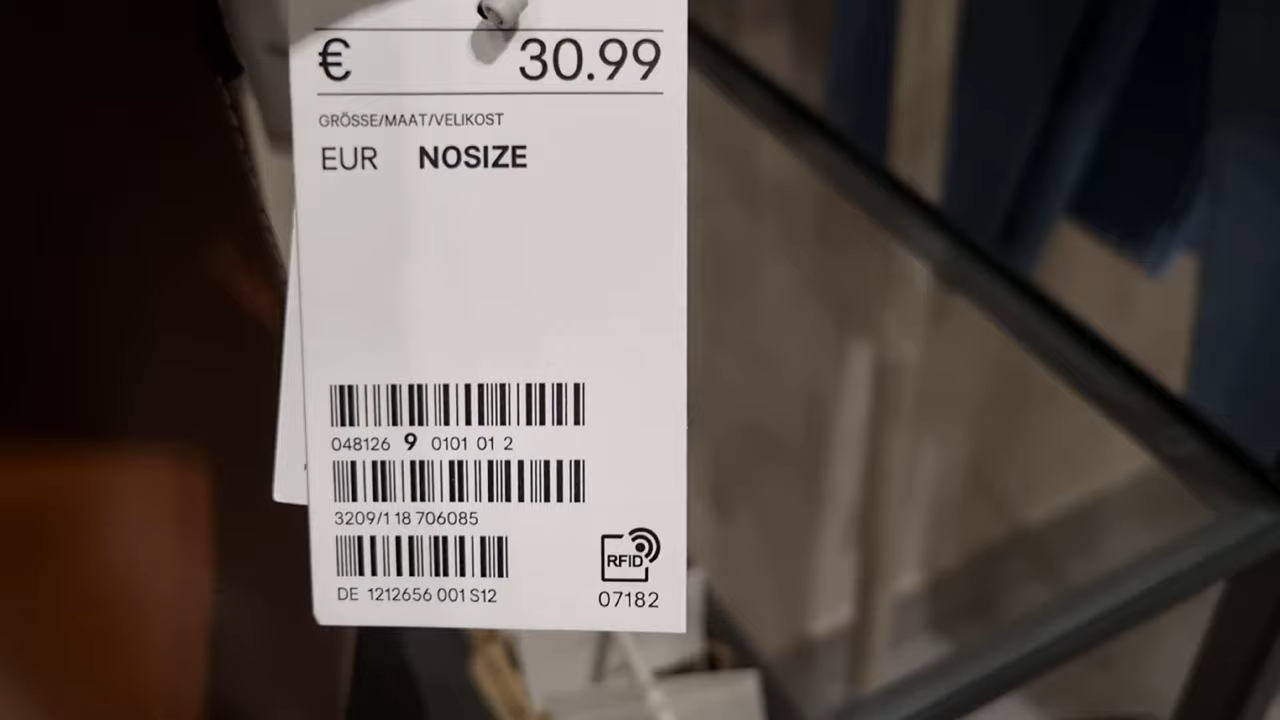 € 30.99
GRÖSSE/MAAT/VELIKOST
EUR NOSIZE
048126 9 0101 01 2
3209/1 18 706085
DE 1212656 001 S12
RFID
07182